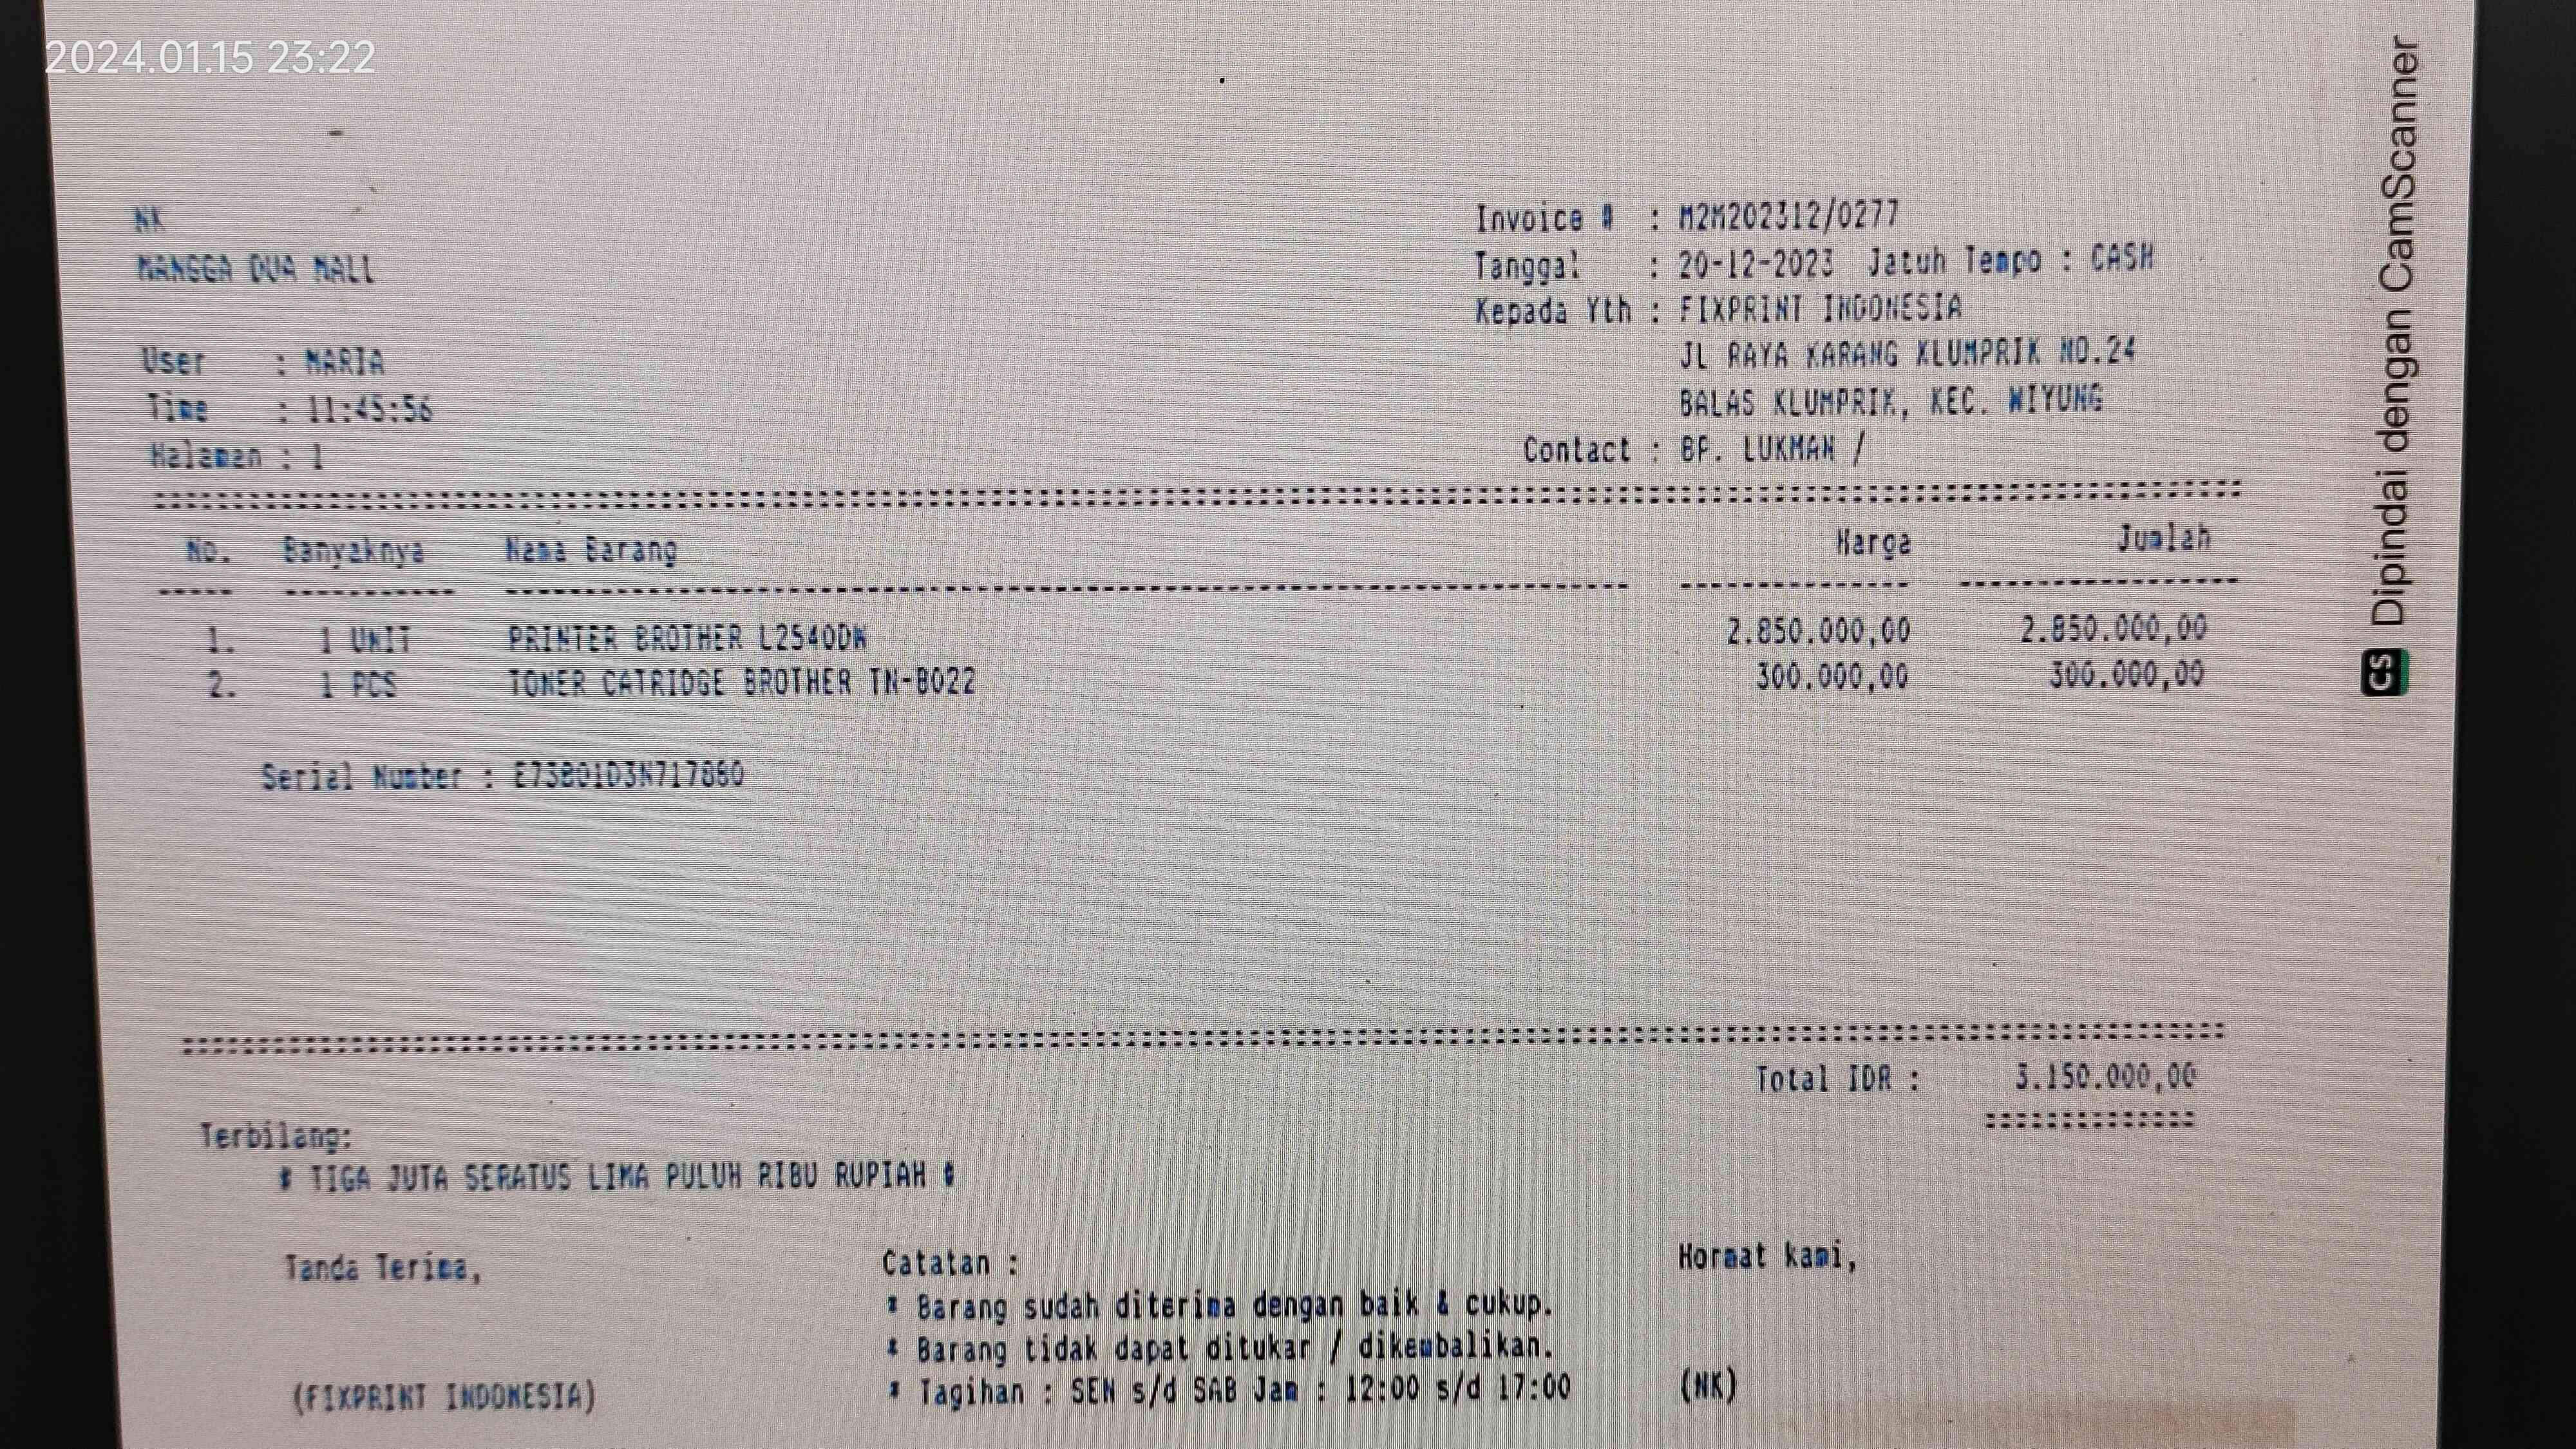 2024.01.15 23:22
NK
MANGGA DUA MALL
User : MARIA
Time : 11:45:56
Halaman : 1
Invoice # : M2M202312/0277
Tanggal : 20-12-2023 Jatuh Tempo : CASH
Kepada Yth : FIXPRINT INDONESIA
JL RAYA KARANG KLUMPRIK NO.24
BALAS KLUMPRIK, KEC. WIYUNG
Contact : BP. LUKMAN /
No. Banyaknya Nama Barang Harga Jumlah
1. 1 UNIT PRINTER BROTHER L2540DW 2.850.000,00 2.850.000,00
2. 1 PCS TONER CATRIDGE BROTHER TN-B022 300.000,00 300.000,00
Serial Number :
Total IDR : 3.150.000,00
Terbilang:
# TIGA JUTA SERATUS LIMA PULUH RIBU RUPIAH #
Tanda Terima,
(FIXPRINT INDONESIA)
Catatan :
* Barang sudah diterima dengan baik & cukup.
* Barang tidak dapat ditukar / dikembalikan.
* Tagihan : SEN s/d SAB Jam : 12:00 s/d 17:00
Hormat kami,
(NK)
CS Dipindai dengan CamScanner